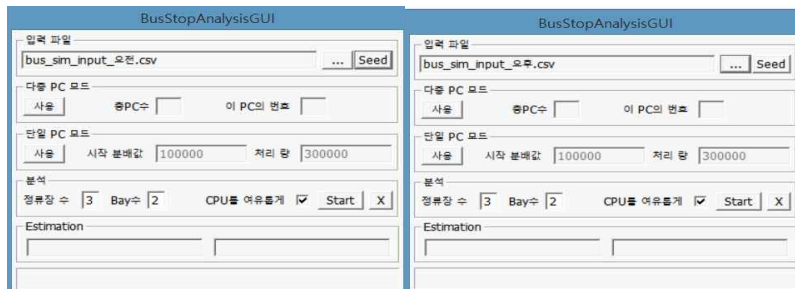 BusStopAnalysisGUI
입력 파일
bus_sim_input_오전.csv ... Seed
다중 PC 모드
사용 총PC수 이 PC의 번호
단일 PC 모드
사용 시작 분배값 100000 처리 량 300000
분석
정류장 수 3 Bay수 2 CPU를 여유롭게 Start X
Estimation
BusStopAnalysisGUI
입력 파일
bus_sim_input_오후.csv ... Seed
다중 PC 모드
사용 총PC수 이 PC의 번호
단일 PC 모드
사용 시작 분배값 100000 처리 량 300000
분석
정류장 수 3 Bay수 2 CPU를 여유롭게 Start X
Estimation